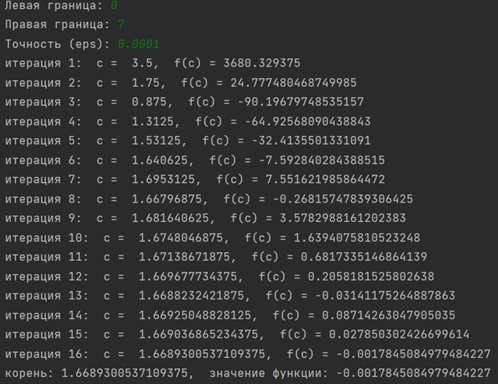 Левая граница: 0
Правая граница: 7
Точность (eps): 0.0001
итерация 1:  c =  3.5,  f(c) = 3680.329375
итерация 2:  c =  1.75,  f(c) = 24.777480468749985
итерация 3:  c =  0.875,  f(c) = -90.19679748535157
итерация 4:  c =  1.3125,  f(c) = -64.92568090438843
итерация 5:  c =  1.53125,  f(c) = -32.4135501331091
итерация 6:  c =  1.640625,  f(c) = -7.592840284388515
итерация 7:  c =  1.6953125,  f(c) = 7.551621985864472
итерация 8:  c =  1.66796875,  f(c) = -0.26815747839306425
итерация 9:  c =  1.681640625,  f(c) = 3.5782988161202383
итерация 10:  c =  1.6748046875,  f(c) = 1.6394075810523248
итерация 11:  c =  1.67138671875,  f(c) = 0.6817335146864139
итерация 12:  c =  1.669677734375,  f(c) = 0.2058181525802638
итерация 13:  c =  1.6688232421875,  f(c) = -0.03141175264887863
итерация 14:  c =  1.66925048828125,  f(c) = 0.08714263047905035
итерация 15:  c =  1.669036865234375,  f(c) = 0.027850302426699614
итерация 16:  c =  1.6689300537109375,  f(c) = -0.0017845084979484227
корень: 1.6689300537109375,  значение функции: -0.0017845084979484227